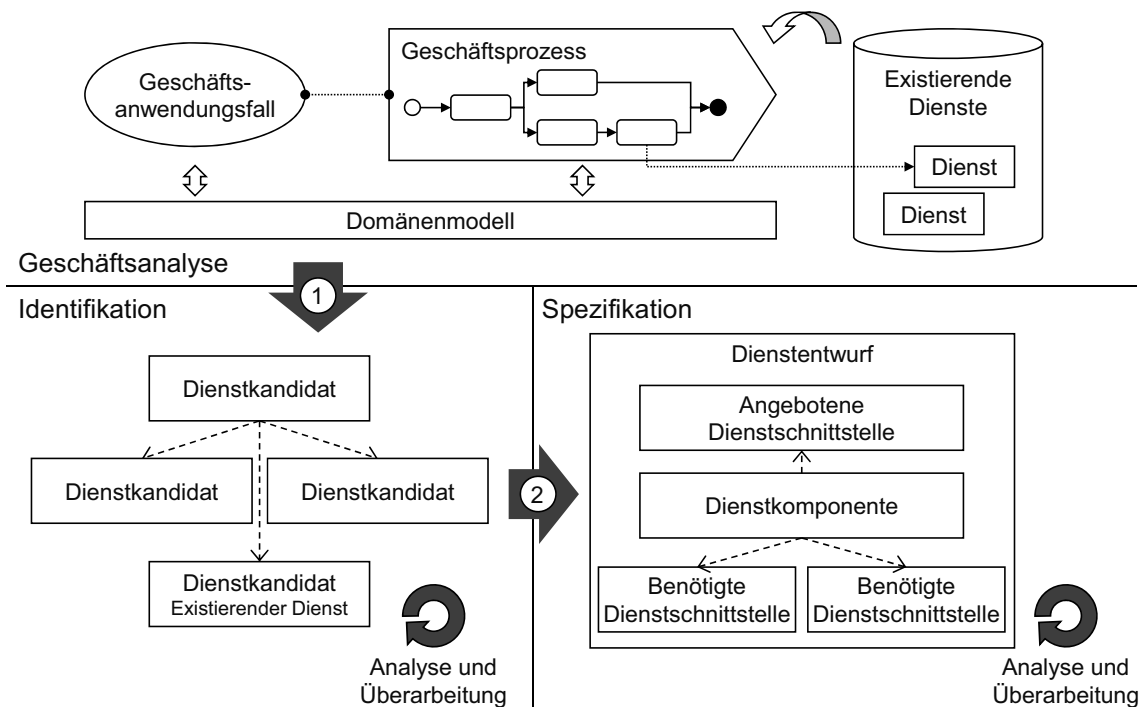 Geschäftsprozess
Geschäfts-
anwendungsfall
Existierende
Dienste
Dienst
Dienst
Domänenmodell
Geschäftsanalyse
1
Identifikation
Dienstkandidat
Dienstkandidat
Dienstkandidat
Dienstkandidat
Existierender Dienst
Analyse und
Überarbeitung
2
Spezifikation
Dienstentwurf
Angebotene
Dienstschnittstelle
Dienstkomponente
Benötigte
Dienstschnittstelle
Benötigte
Dienstschnittstelle
Analyse und
Überarbeitung